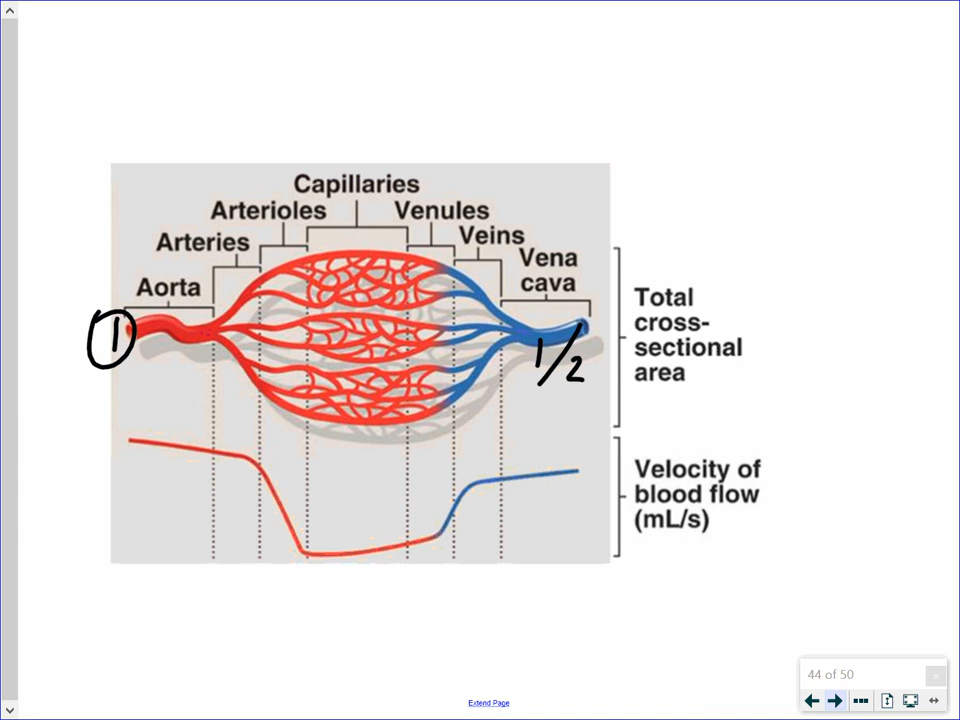 Capillaries
Arterioles
Venules
Arteries
Veins
Aorta
Vena
cava
1
1/2
Total
cross-
sectional
area
Velocity of
blood flow
(mL/s)
44 of 50
Extend Page